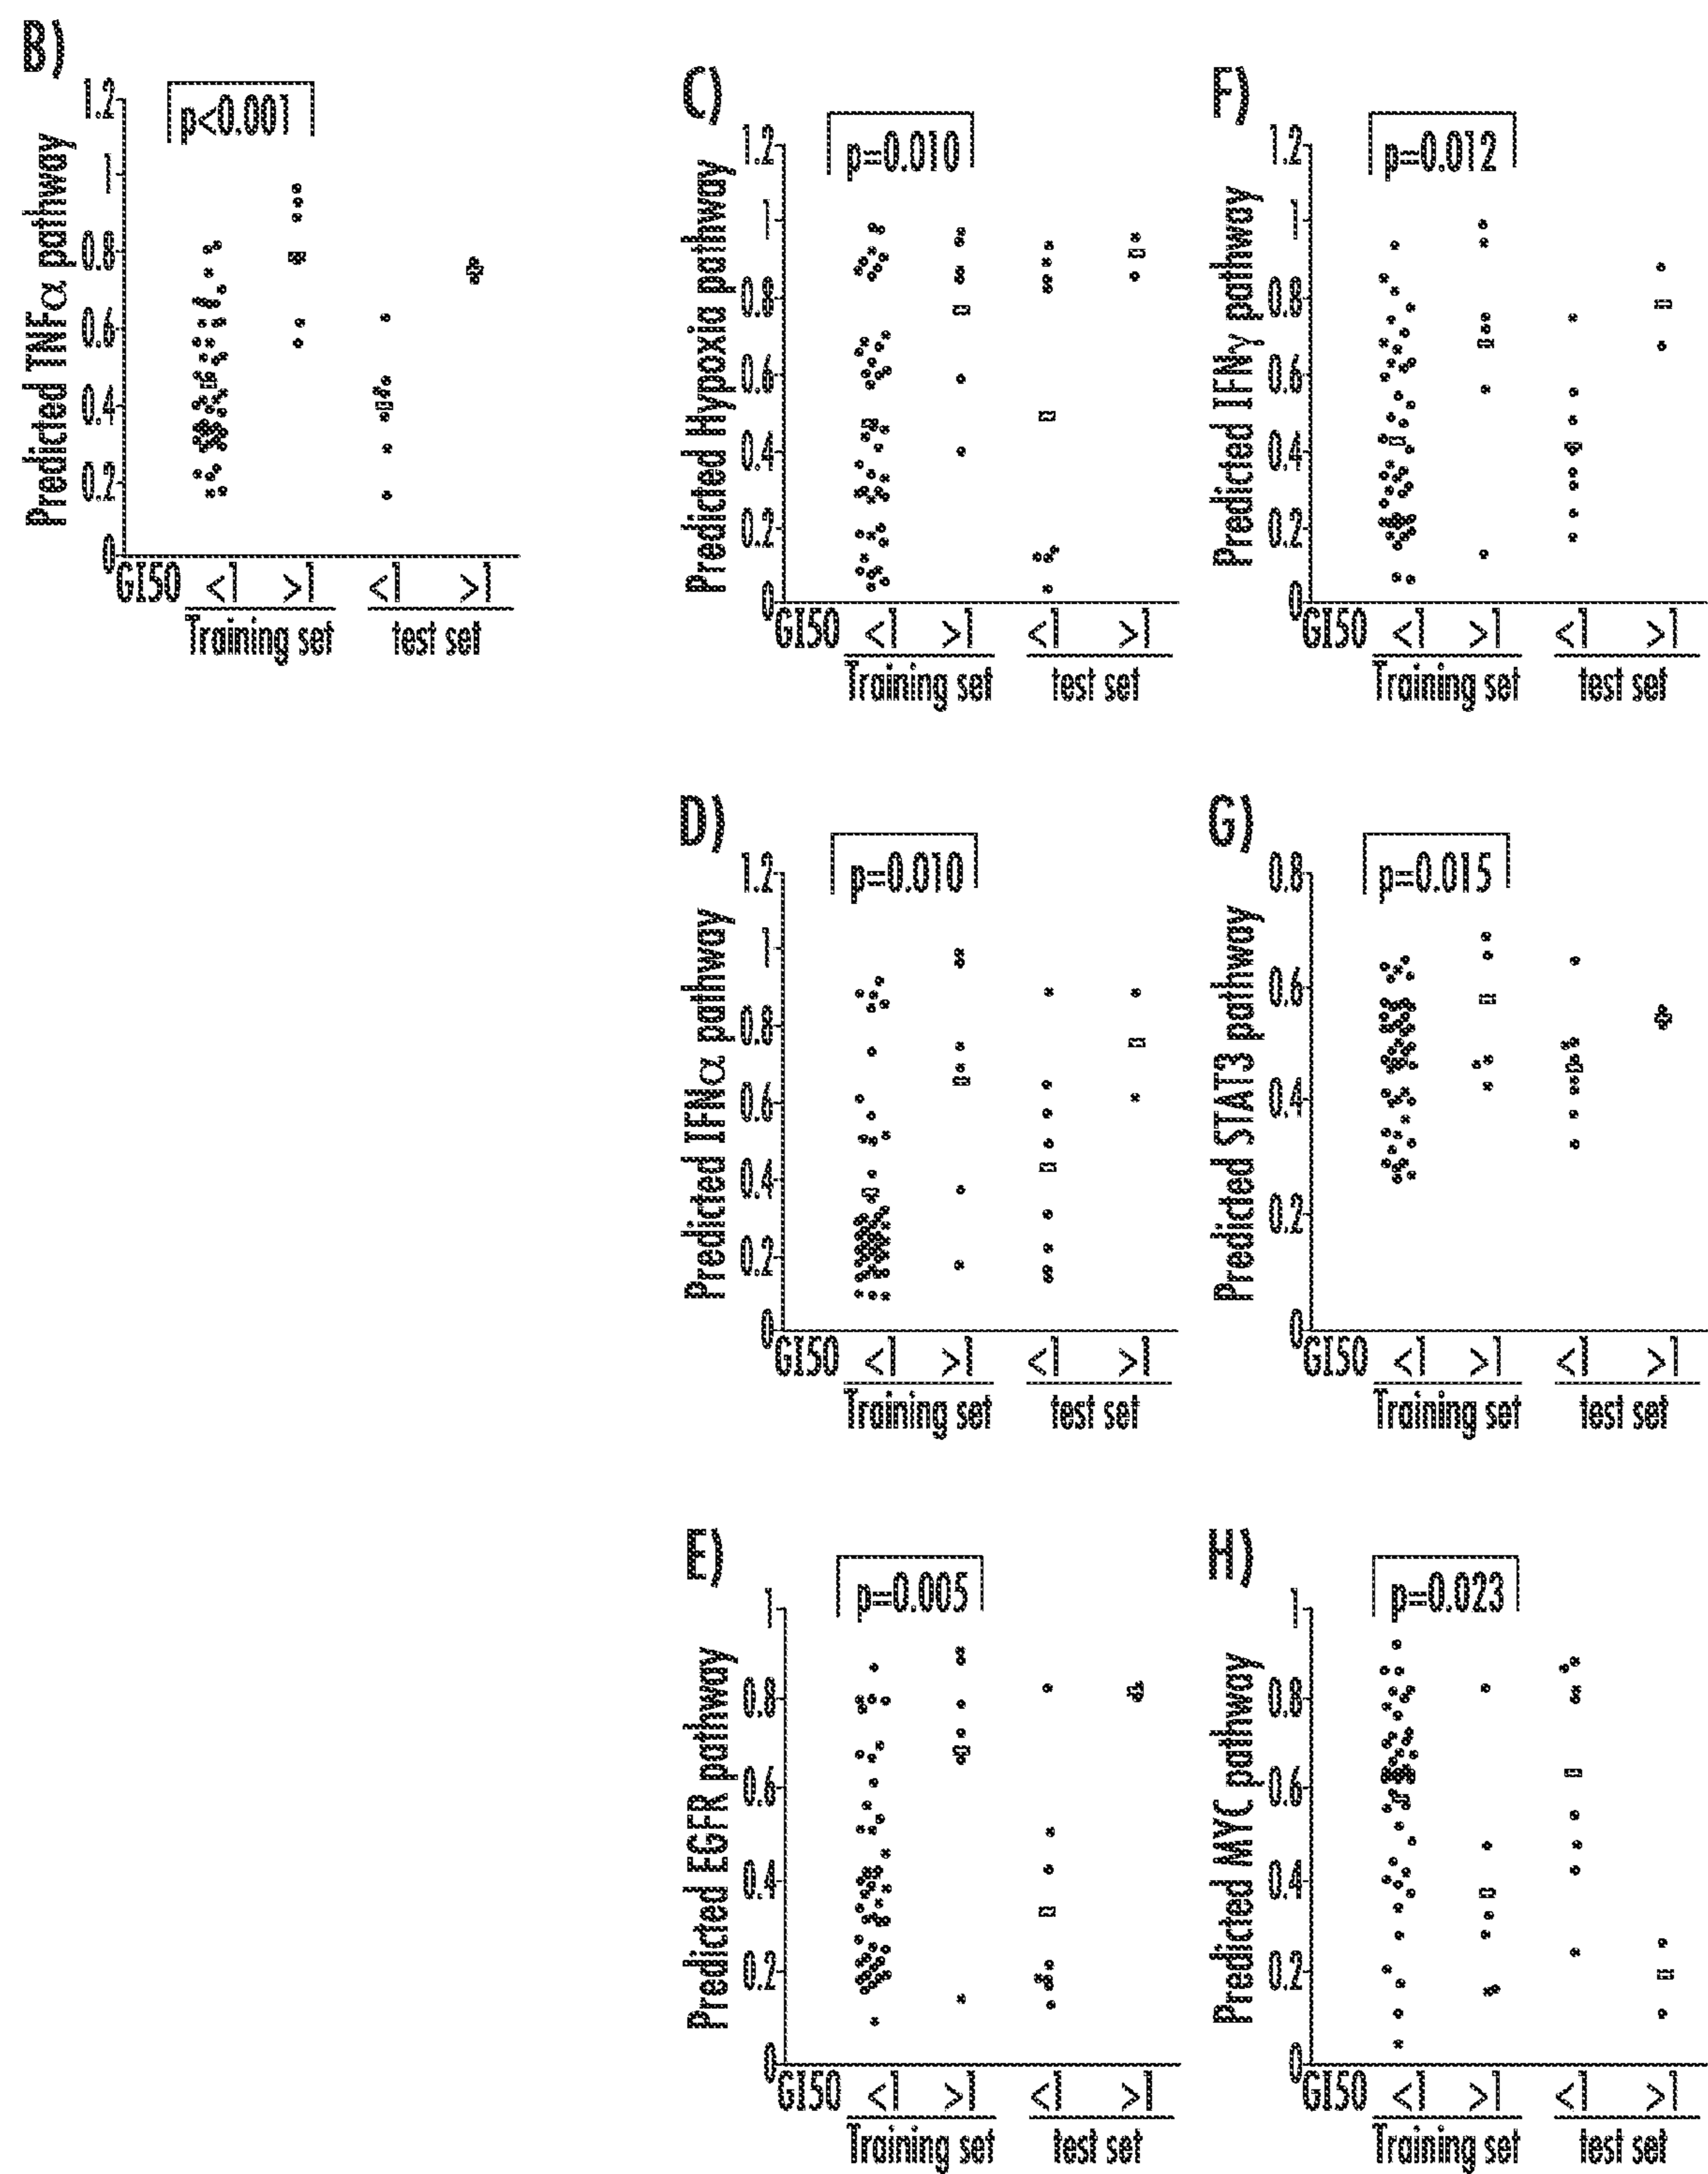 B)
p<0.001
Predicted TNFα pathway
1.2
1
0.8
0.6
0.4
0.2
0
GI50 <1 >1 <1 >1
Training set test set
C)
p=0.010
Predicted Hypoxia pathway
1.2
1
0.8
0.6
0.4
0.2
0
GI50 <1 >1 <1 >1
Training set test set
F)
p=0.012
Predicted IFNγ pathway
1.2
1
0.8
0.6
0.4
0.2
0
GI50 <1 >1 <1 >1
Training set test set
D)
p=0.010
Predicted IFNα pathway
1.2
1
0.8
0.6
0.4
0.2
0
GI50 <1 >1 <1 >1
Training set test set
G)
p=0.015
Predicted STAT3 pathway
0.8
0.6
0.4
0.2
0
GI50 <1 >1 <1 >1
Training set test set
E)
p=0.005
Predicted EGFR pathway
1
0.8
0.6
0.4
0.2
0
GI50 <1 >1 <1 >1
Training set test set
H)
p=0.023
Predicted MYC pathway
1
0.8
0.6
0.4
0.2
0
GI50 <1 >1 <1 >1
Training set test set